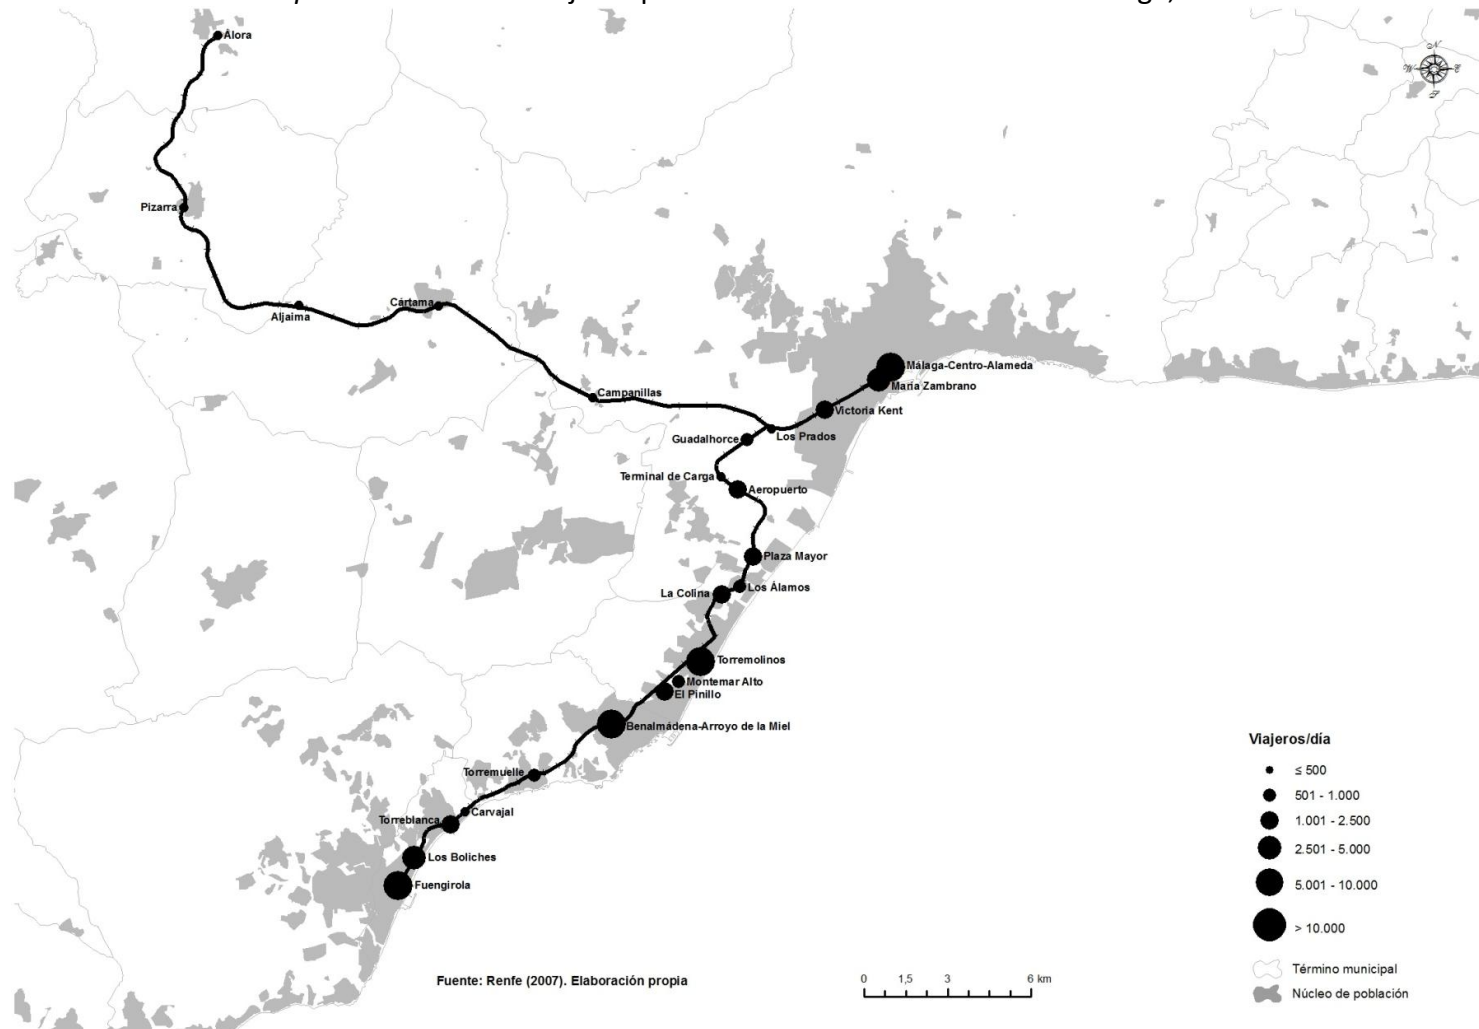 Álora
N
W
E
S
Pizarra
Cártama
Aljaima
Málaga-Centro-Alameda
María Zambrano
Campanillas
Victoria Kent
Los Prados
Guadalhorce
Terminal de Carga
Aeropuerto
Plaza Mayor
Los Álamos
La Colina
Torremolinos
Montemar Alto
El Pinillo
Benalmádena-Arroyo de la Miel
Torremuelle
Carvajal
Torreblanca
Los Boliches
Fuengirola
Viajeros/día
≤ 500
501 - 1.000
1.001 - 2.500
2.501 - 5.000
5.001 - 10.000
> 10.000
Término municipal
Núcleo de población
Fuente: Renfe (2007). Elaboración propia
0 1,5 3 6 km